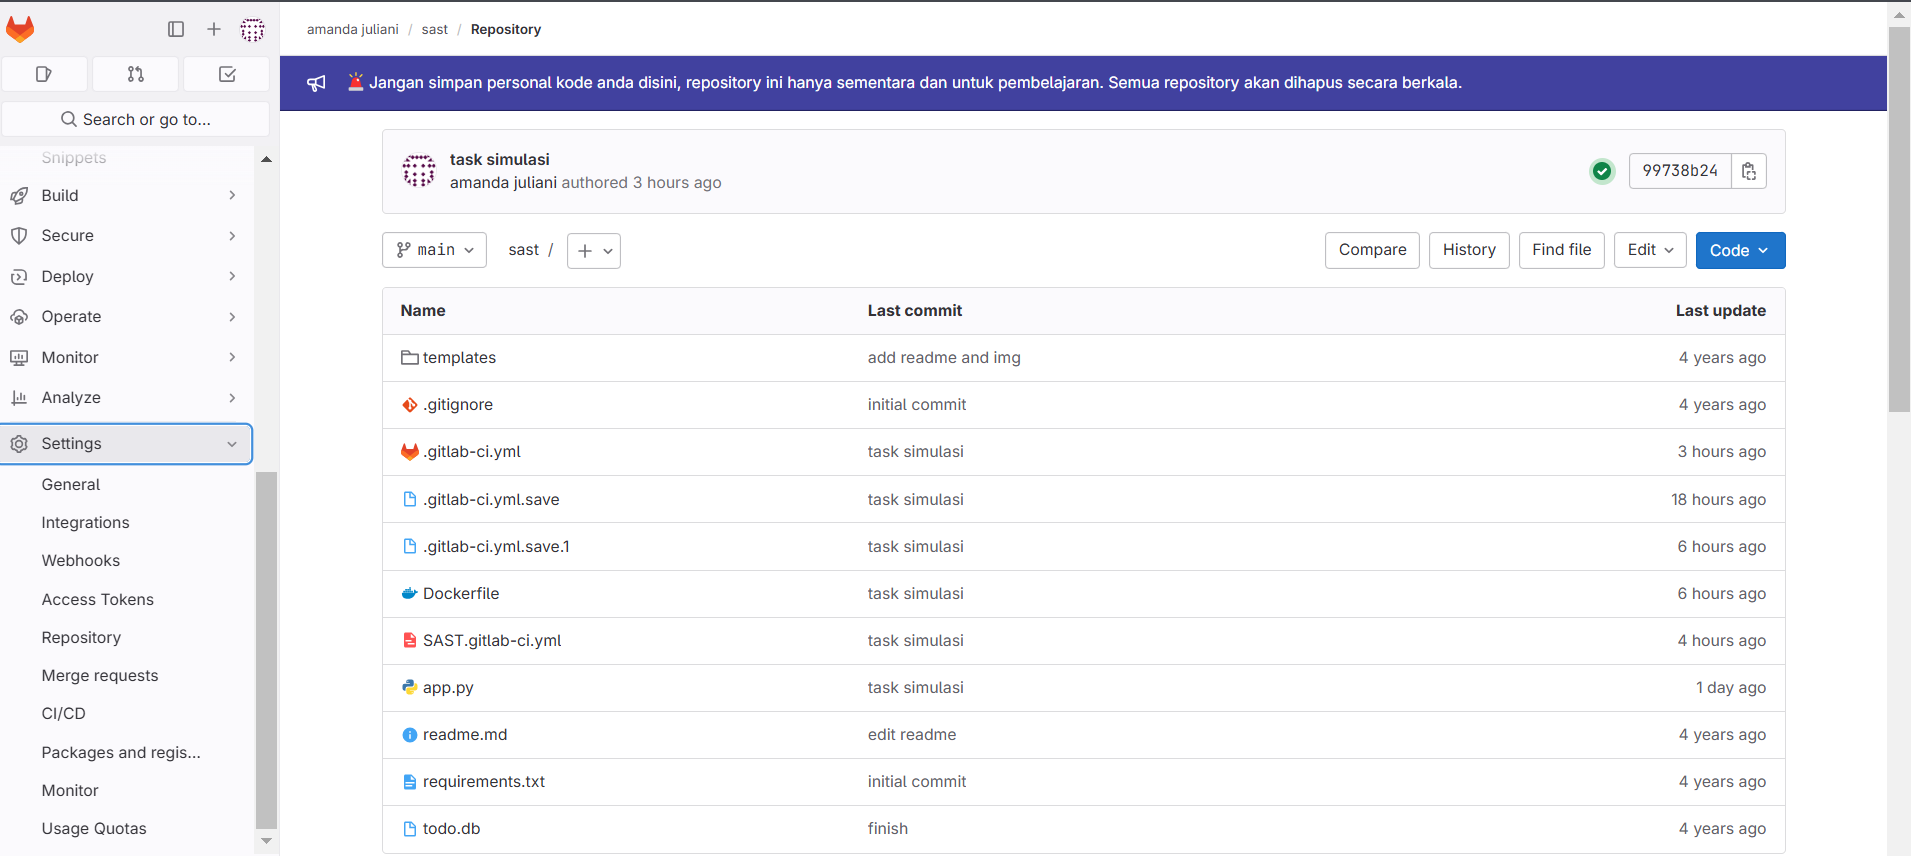 amanda juliani / sast / Repository
Search or go to...
Snippets
Build
Secure
Deploy
Operate
Monitor
Analyze
Settings
General
Integrations
Webhooks
Access Tokens
Repository
Merge requests
CI/CD
Packages and regis...
Monitor
Usage Quotas
Jangan simpan personal kode anda disini, repository ini hanya sementara dan untuk pembelajaran. Semua repository akan dihapus secara berkala.
task simulasi
amanda juliani authored 3 hours ago
99738b24
main sast / Compare History Find file Edit Code
Name Last commit Last update
templates add readme and img 4 years ago
.gitignore initial commit 4 years ago
.gitlab-ci.yml task simulasi 3 hours ago
.gitlab-ci.yml.save task simulasi 18 hours ago
.gitlab-ci.yml.save.1 task simulasi 6 hours ago
Dockerfile task simulasi 6 hours ago
SAST.gitlab-ci.yml task simulasi 4 hours ago
app.py task simulasi 1 day ago
readme.md edit readme 4 years ago
requirements.txt initial commit 4 years ago
todo.db finish 4 years ago